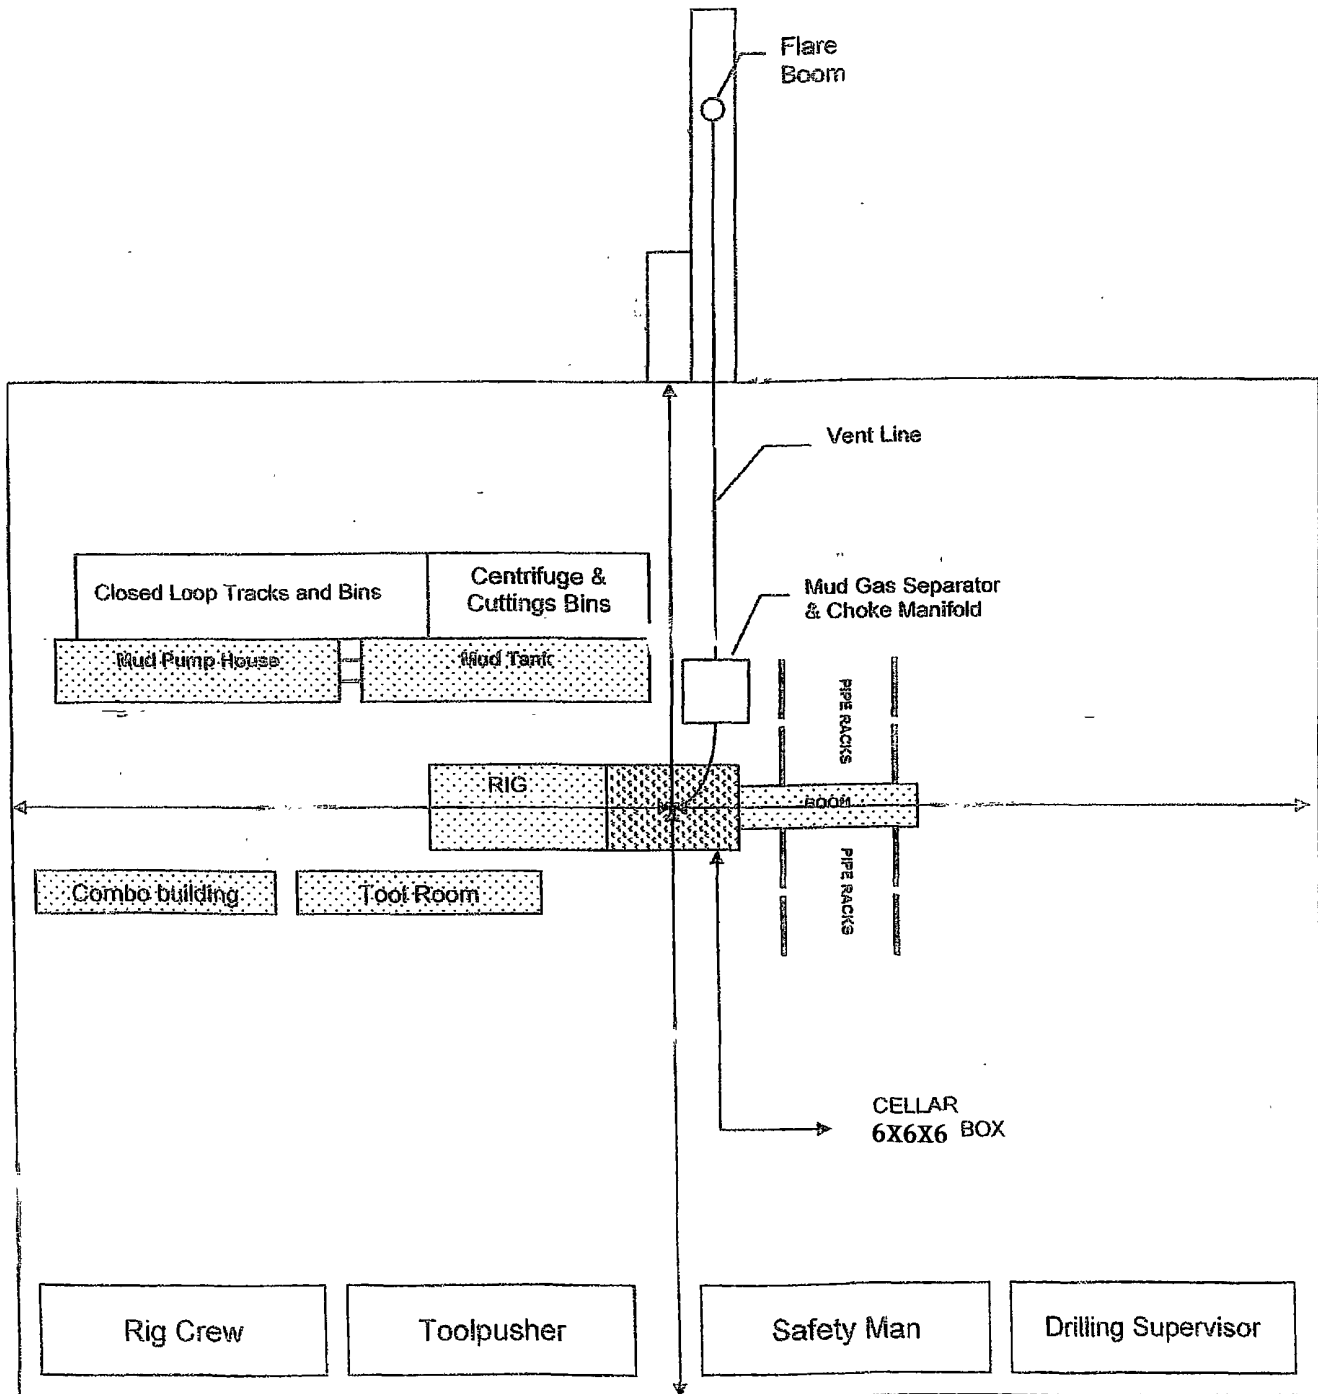 Flare
Boom
Vent Line
Closed Loop Tracks and Bins
Centrifuge &
Cuttings Bins
Mud Gas Separator
& Choke Manifold
Mud Pump House
Mud Tank
PIPE RACKS
RIG
BOOM
Combo building
Tool Room
PIPE RACKS
CELLAR
6X6X6 BOX
Rig Crew
Toolpusher
Safety Man
Drilling Supervisor